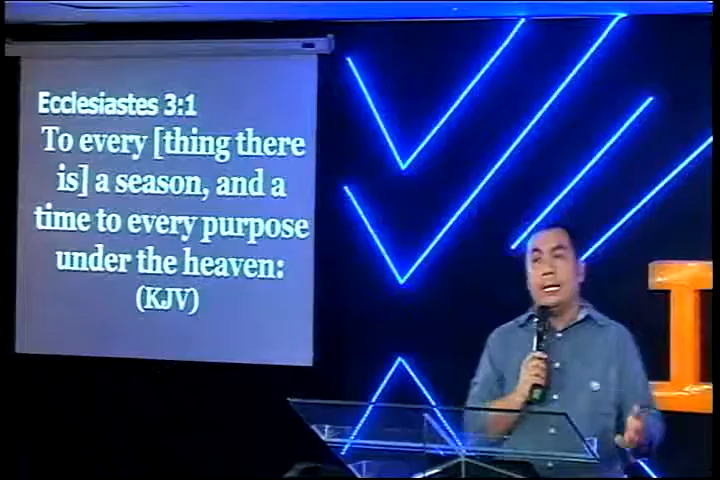 Ecclesiastes 3:1
To every [thing there
is] a season, and a
time to every purpose
under the heaven:
(KJV)
I